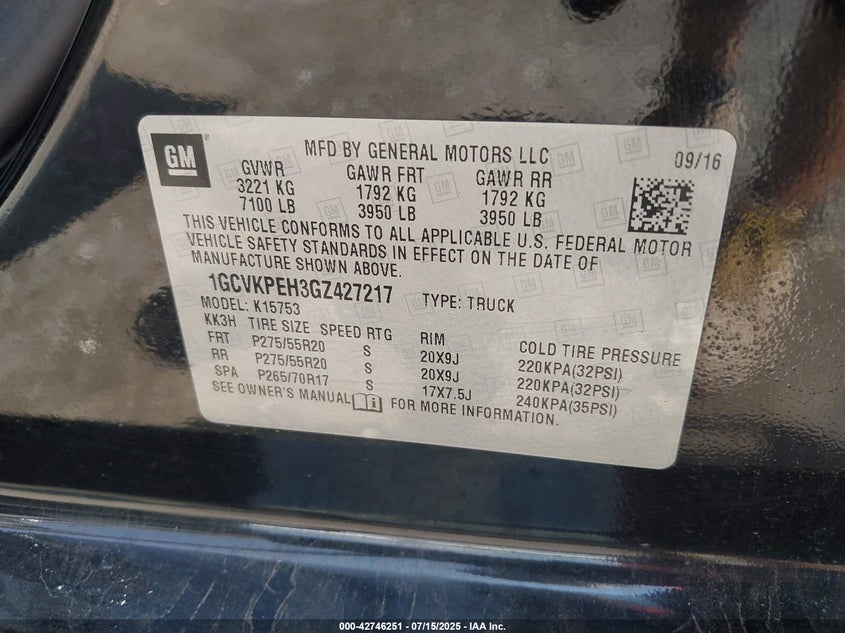 GM
MFD BY GENERAL MOTORS LLC
09/16
GVWR GAWR FRT GAWR RR
3221 KG 1792 KG 1792 KG
7100 LB 3950 LB 3950 LB
THIS VEHICLE CONFORMS TO ALL APPLICABLE U.S. FEDERAL MOTOR
VEHICLE SAFETY STANDARDS IN EFFECT ON THE DATE OF
MANUFACTURE SHOWN ABOVE.
1GCVKPEH3GZ427217 TYPE: TRUCK
MODEL: K15753
KK3H TIRE SIZE SPEED RTG RIM COLD TIRE PRESSURE
FRT P275/55R20 S 20X9J 220KPA(32PSI)
RR P275/55R20 S 20X9J 220KPA(32PSI)
SPA P265/70R17 S 17X7.5J 240KPA(35PSI)
SEE OWNER'S MANUAL FOR MORE INFORMATION.
000-42746251 - 07/15/2025 - IAA Inc.